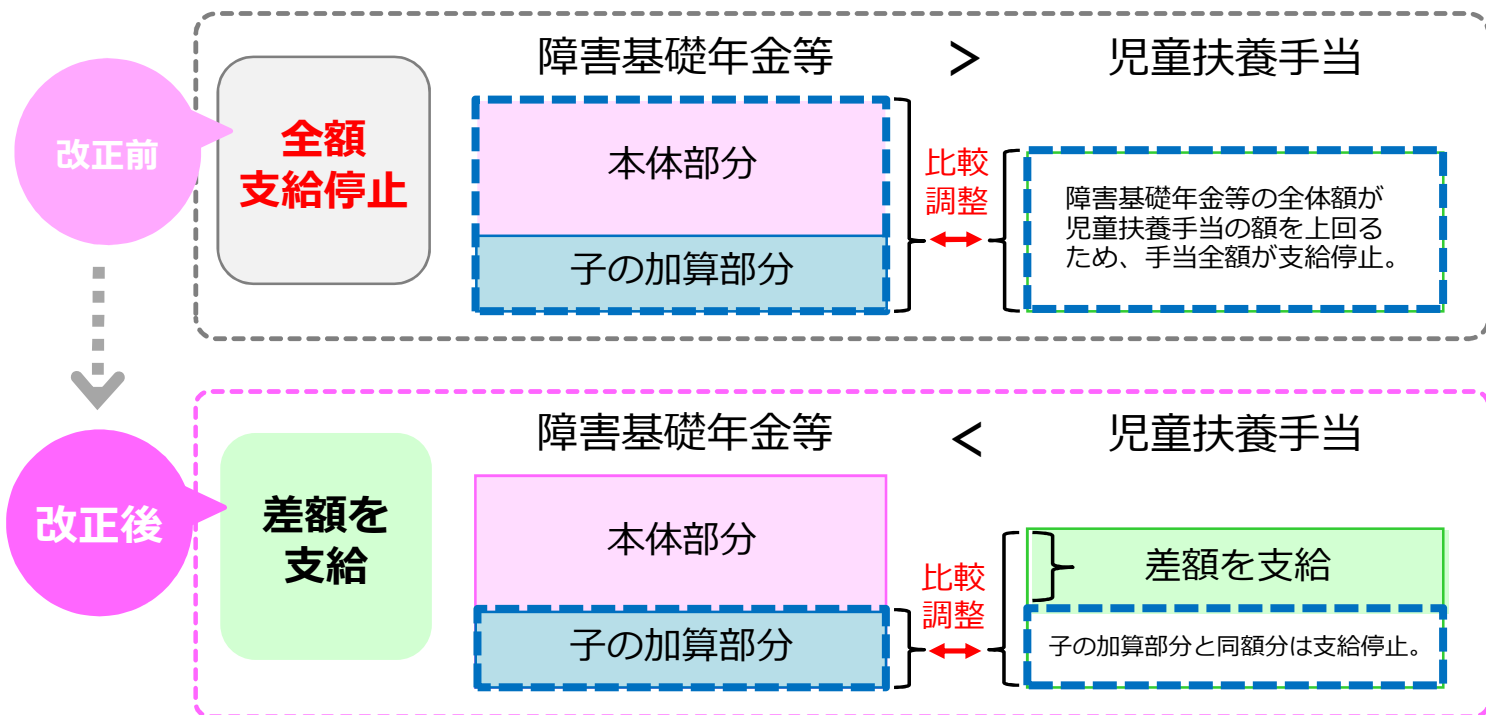 改正前
全額
支給停止
障害基礎年金等
>
児童扶養手当
本体部分
子の加算部分
比較
調整
障害基礎年金等の全体額が
児童扶養手当の額を上回る
ため、手当全額が支給停止。
改正後
差額を
支給
障害基礎年金等
<
児童扶養手当
本体部分
子の加算部分
比較
調整
差額を支給
子の加算部分と同額分は支給停止。